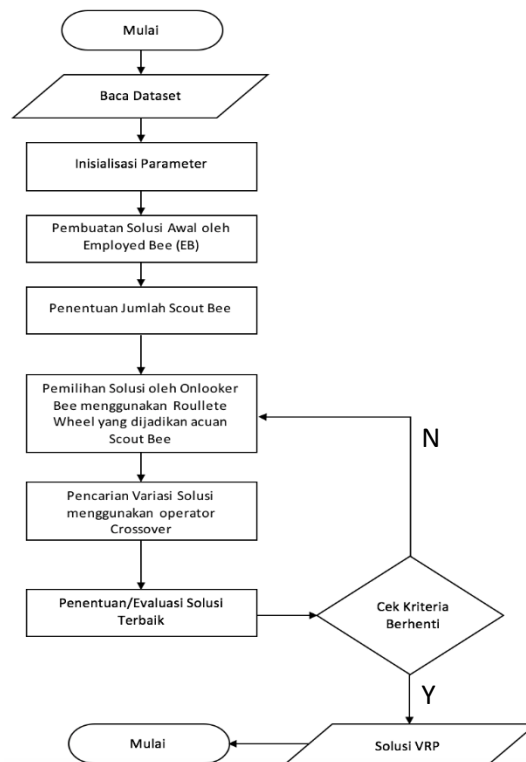 Mulai
Baca Dataset
Inisialisasi Parameter
Pembuatan Solusi Awal oleh
Employed Bee (EB)
Penentuan Jumlah Scout Bee
Pemilihan Solusi oleh Onlooker
Bee menggunakan Roullete
Wheel yang dijadikan acuan
Scout Bee
N
Pencarian Variasi Solusi
menggunakan operator
Crossover
Penentuan/Evaluasi Solusi
Terbaik
Cek Kriteria
Berhenti
Y
Mulai
Solusi VRP